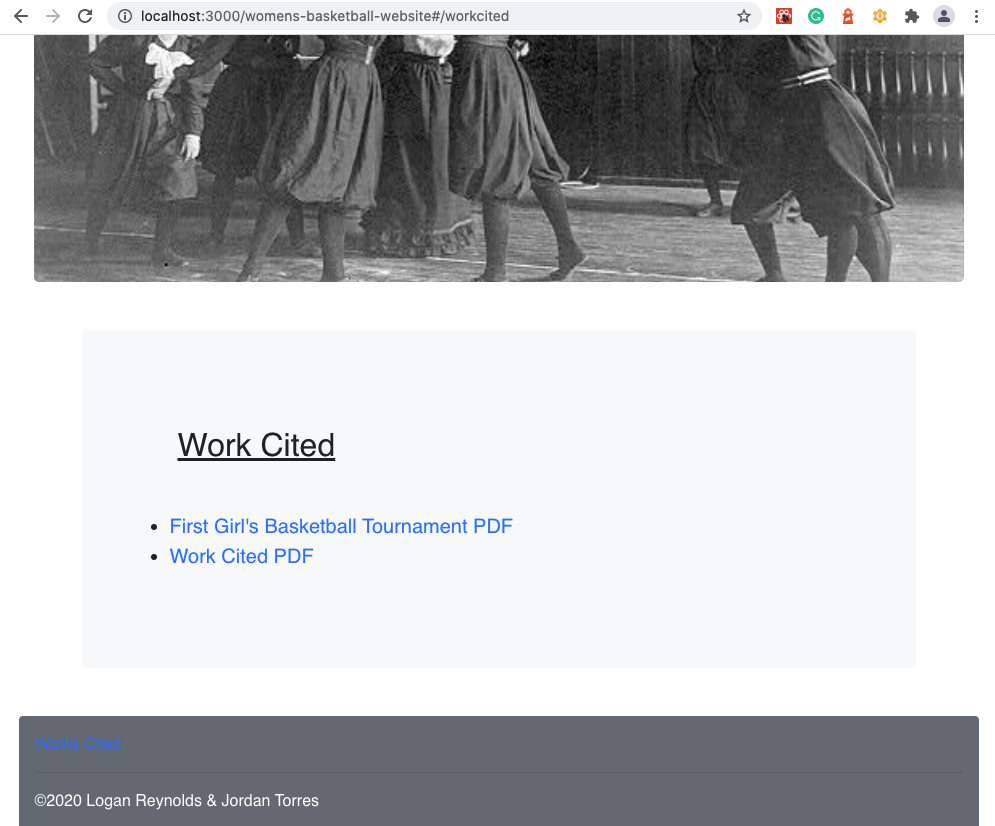 localhost:3000/womens-basketball-website#/workcited
Work Cited
First Girl's Basketball Tournament PDF
Work Cited PDF
Works Cited
©2020 Logan Reynolds & Jordan Torres